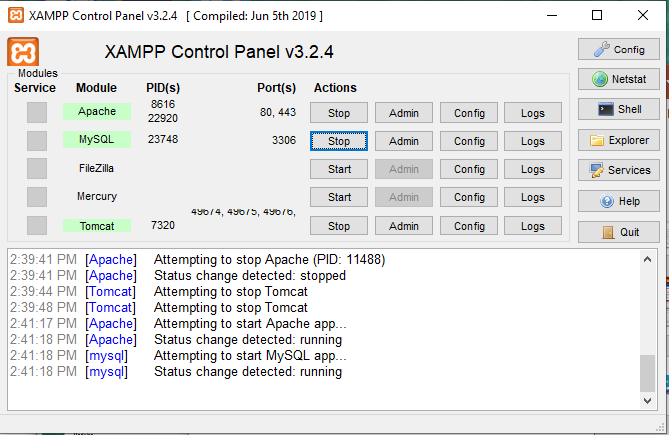 XAMPP Control Panel v3.2.4 [ Compiled: Jun 5th 2019 ]
XAMPP Control Panel v3.2.4
Config
Modules
Service Module PID(s) Port(s) Actions
Netstat
Apache 8616 22920 80, 443 Stop Admin Config Logs
Shell
MySQL 23748 3306 Stop Admin Config Logs
Explorer
FileZilla Start Admin Config Logs
Services
Mercury Start Admin Config Logs
Help
49674, 49675, 49676,
Tomcat 7320 Stop Admin Config Logs
Quit
2:39:41 PM [Apache] Attempting to stop Apache (PID: 11488)
2:39:41 PM [Apache] Status change detected: stopped
2:39:44 PM [Tomcat] Attempting to stop Tomcat
2:39:48 PM [Tomcat] Attempting to stop Tomcat
2:41:17 PM [Apache] Attempting to start Apache app...
2:41:18 PM [Apache] Status change detected: running
2:41:18 PM [mysql] Attempting to start MySQL app...
2:41:18 PM [mysql] Status change detected: running